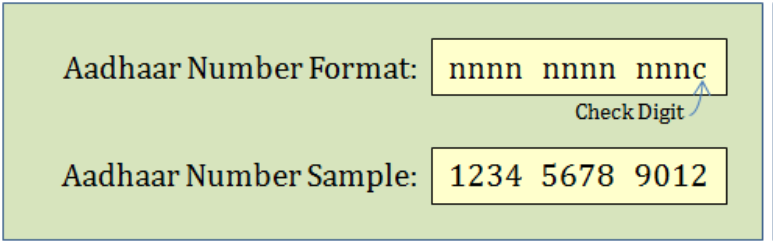 Aadhaar Number Format: nnnn nnnn nnnc
Check Digit
Aadhaar Number Sample: 1234 5678 9012